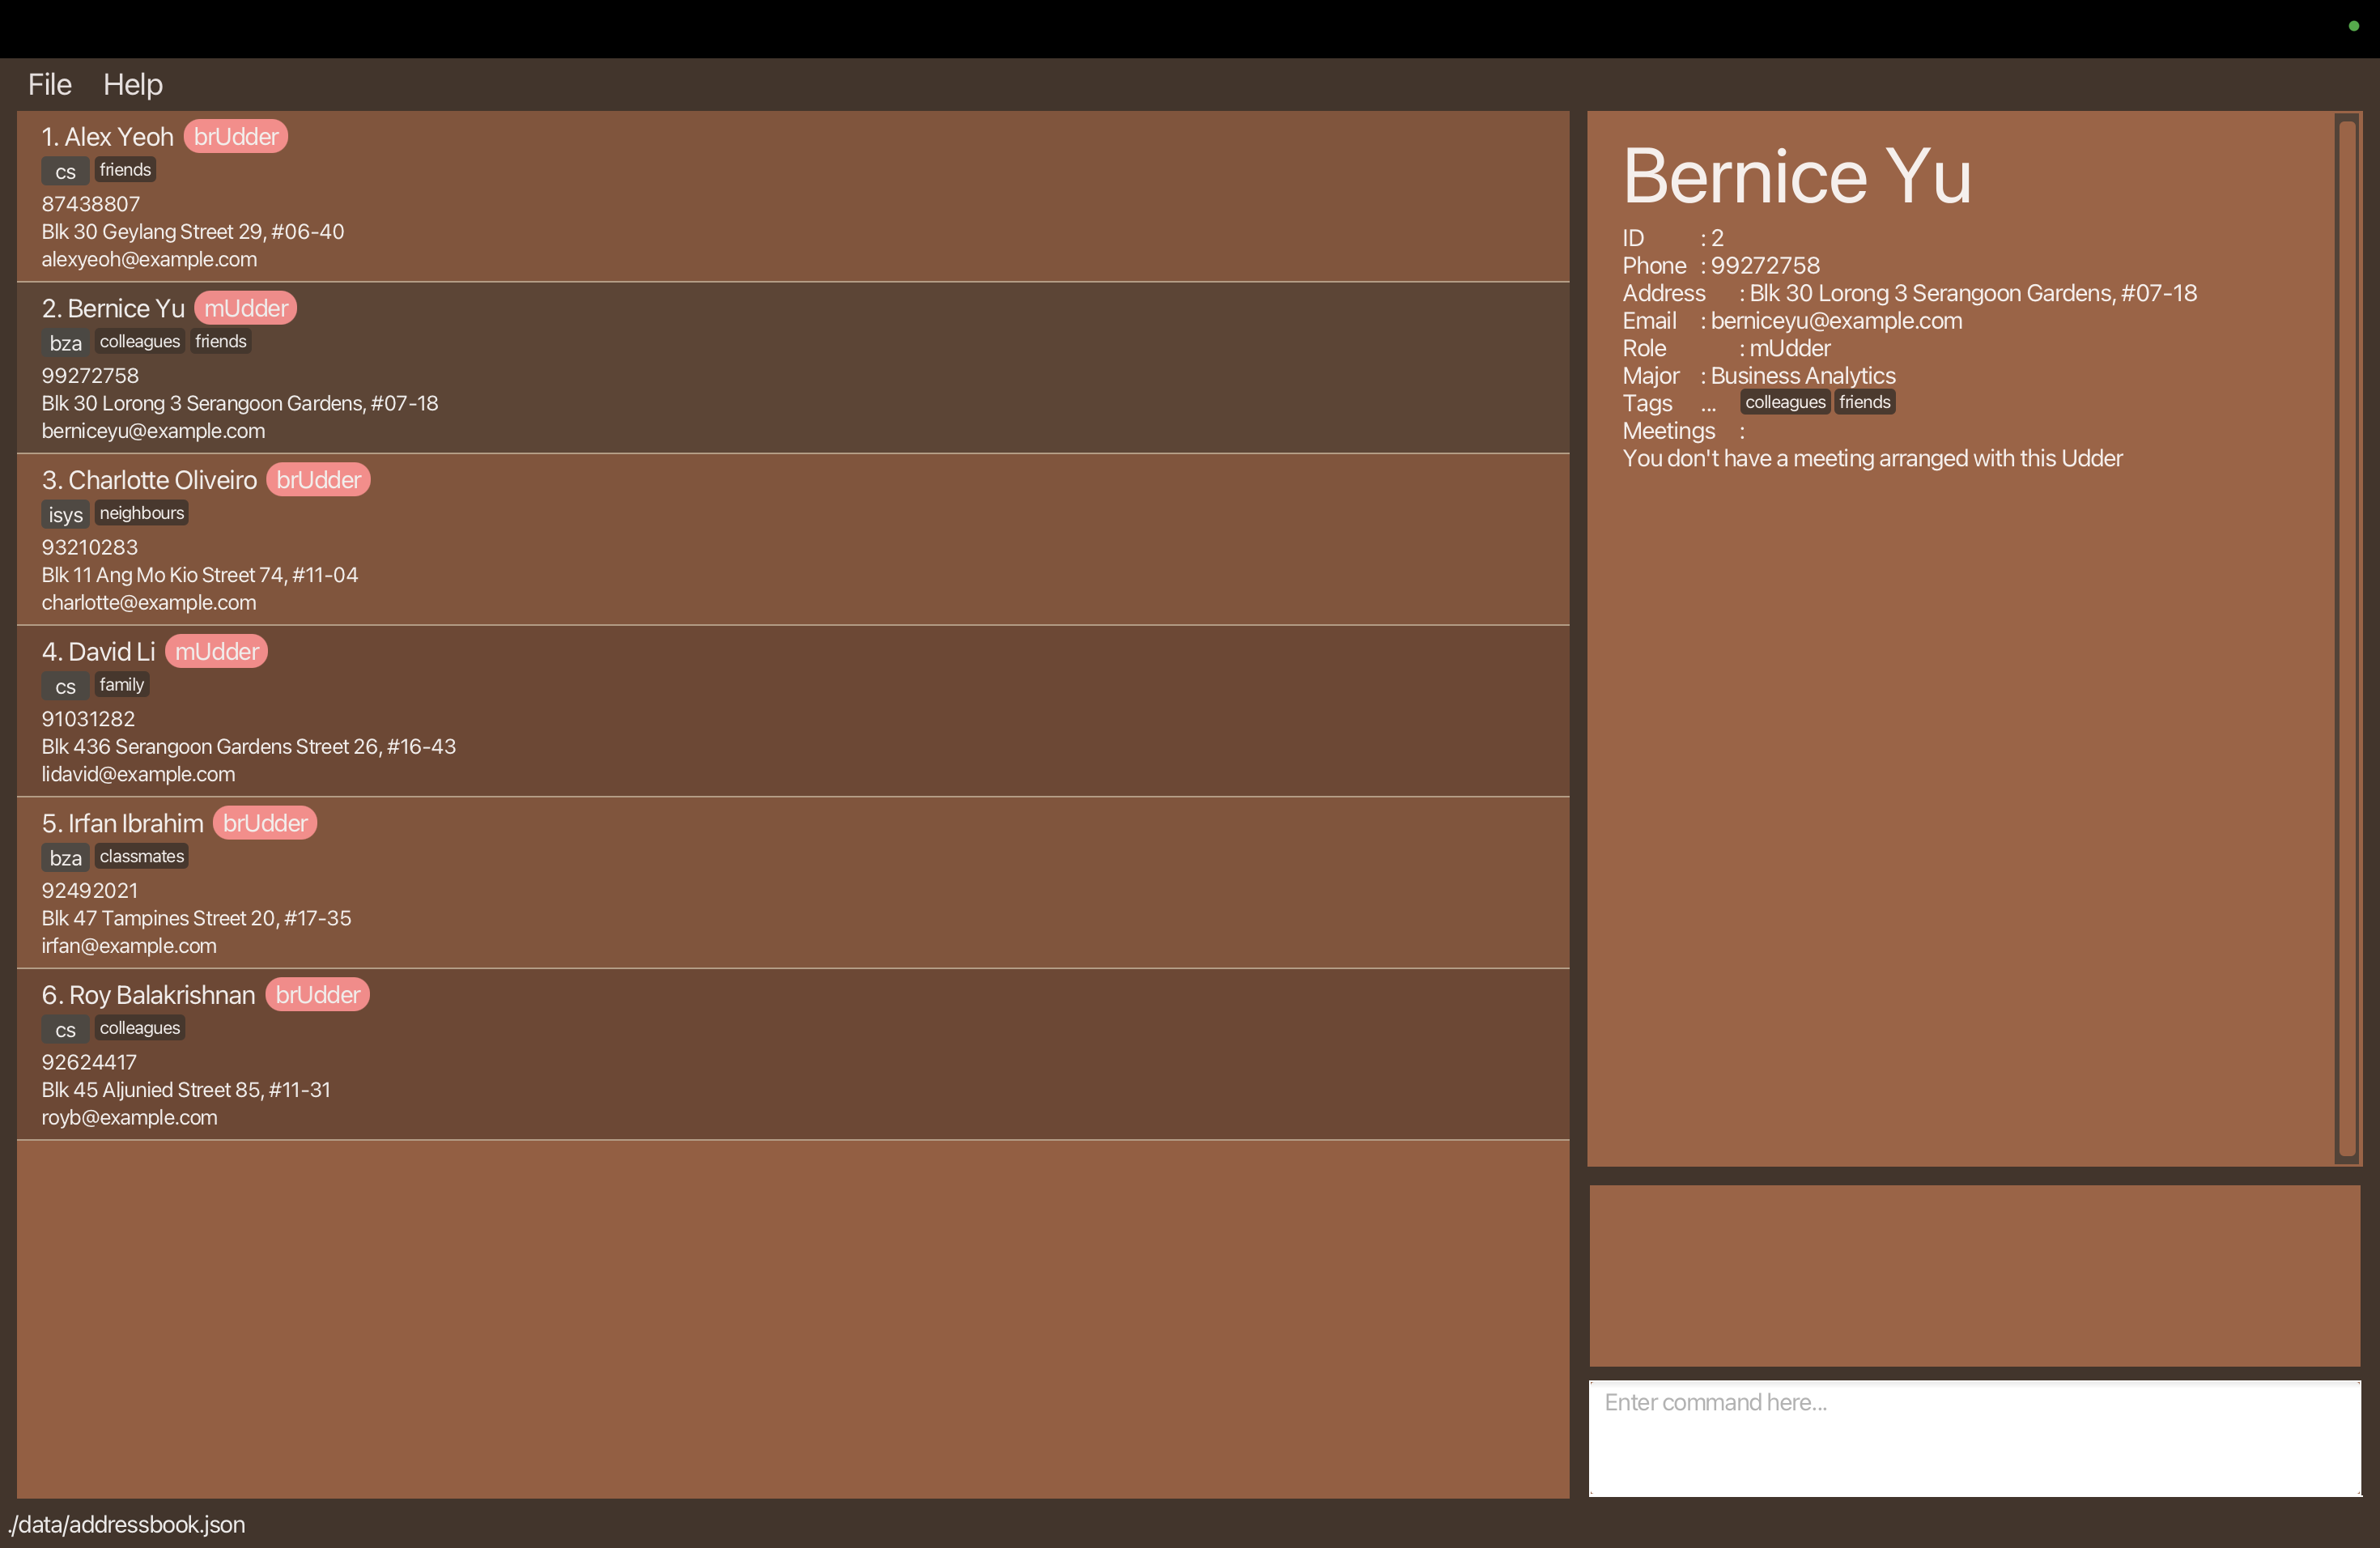 File Help
1. Alex Yeoh brUdder
cs friends
87438807
Blk 30 Geylang Street 29, #06-40
alexyeoh@example.com
2. Bernice Yu mUdder
bza colleagues friends
99272758
Blk 30 Lorong 3 Serangoon Gardens, #07-18
berniceyu@example.com
3. Charlotte Oliveiro brUdder
isys neighbours
93210283
Blk 11 Ang Mo Kio Street 74, #11-04
charlotte@example.com
4. David Li mUdder
cs family
91031282
Blk 436 Serangoon Gardens Street 26, #16-43
lidavid@example.com
5. Irfan Ibrahim brUdder
bza classmates
92492021
Blk 47 Tampines Street 20, #17-35
irfan@example.com
6. Roy Balakrishnan brUdder
cs colleagues
92624417
Blk 45 Aljunied Street 85, #11-31
royb@example.com
Bernice Yu
ID : 2
Phone : 99272758
Address : Blk 30 Lorong 3 Serangoon Gardens, #07-18
Email : berniceyu@example.com
Role : mUdder
Major : Business Analytics
Tags ... colleagues friends
Meetings :
You don't have a meeting arranged with this Udder
Enter command here...
./data/addressbook.json